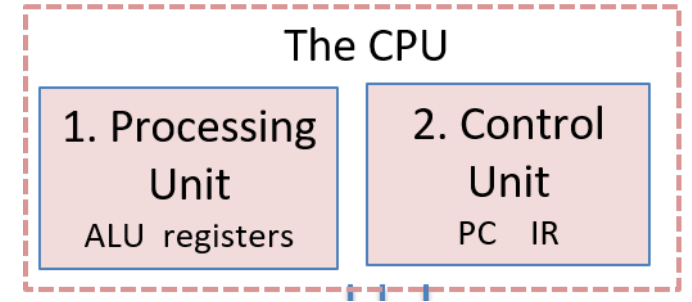 The CPU
1. Processing
Unit
ALU registers
2. Control
Unit
PC IR